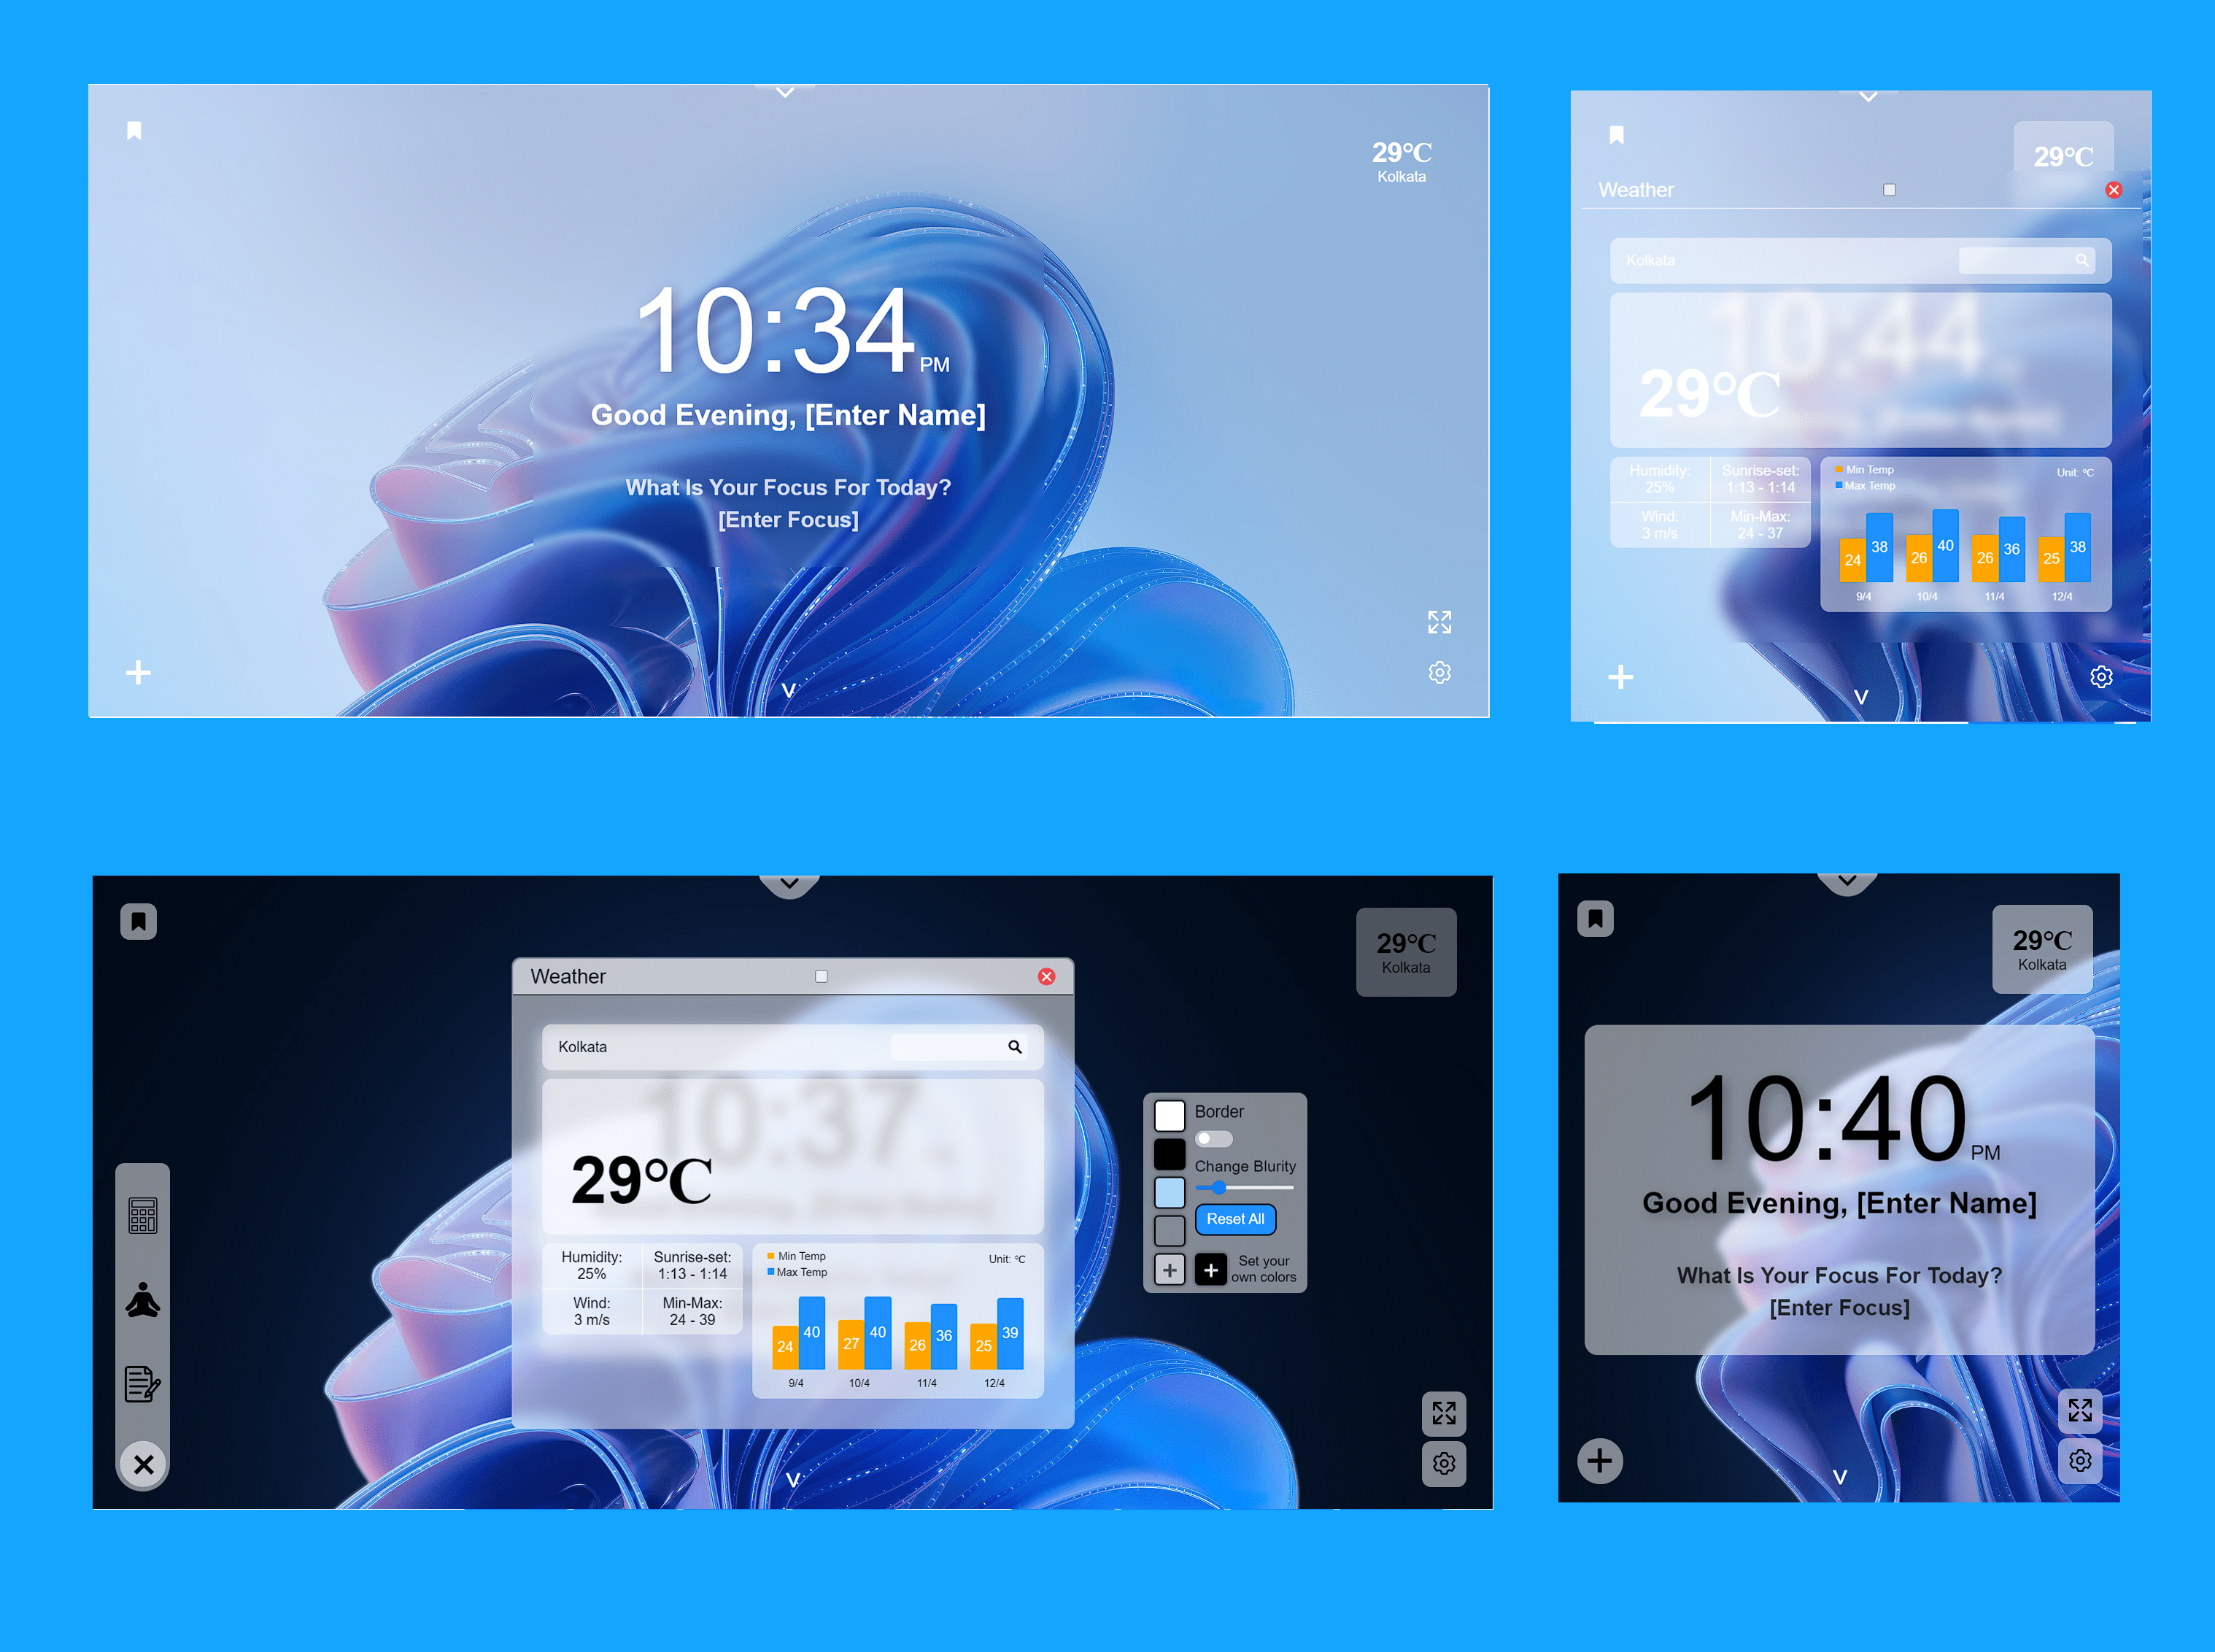 10:34 PM
Good Evening, [Enter Name]
What Is Your Focus For Today?
[Enter Focus]
29°C
Kolkata
29°C
Weather
Kolkata
10:44
29°C
Humidity:
25%
Sunrise-set:
1:13 - 1:14
Wind:
3 m/s
Min-Max:
24 - 37
Min Temp
Max Temp
Unit: °C
24 38 26 40 26 36 25 38
9/4 10/4 11/4 12/4
29°C
Kolkata
Weather
Kolkata
10:37
29°C
Humidity:
25%
Sunrise-set:
1:13 - 1:14
Wind:
3 m/s
Min-Max:
24 - 39
Min Temp
Max Temp
Unit: °C
24 40 27 40 26 36 25 39
9/4 10/4 11/4 12/4
Border
Change Blurity
Reset All
Set your
own colors
29°C
Kolkata
10:40 PM
Good Evening, [Enter Name]
What Is Your Focus For Today?
[Enter Focus]